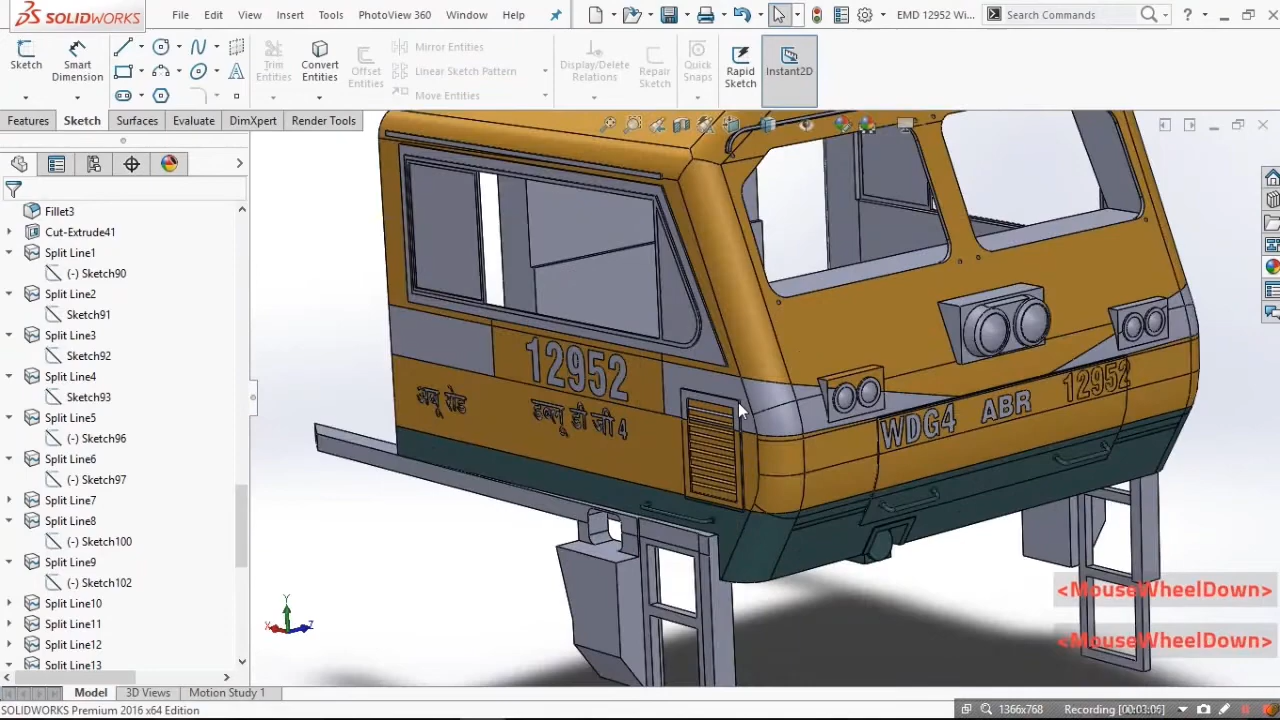 SOLIDWORKS File Edit View Insert Tools PhotoView 360 Window Help EMD 12952 Wi... Search Commands
Sketch Smart Dimension Trim Entities Convert Entities Offset Entities Mirror Entities Linear Sketch Pattern Move Entities Display/Delete Relations Repair Sketch Quick Snaps Rapid Sketch Instant2D
Features Sketch Surfaces Evaluate DimXpert Render Tools
Fillet3
Cut-Extrude41
Split Line1
(-) Sketch90
Split Line2
(-) Sketch91
Split Line3
(-) Sketch92
Split Line4
(-) Sketch93
Split Line5
(-) Sketch96
Split Line6
(-) Sketch97
Split Line7
Split Line8
(-) Sketch100
Split Line9
(-) Sketch102
Split Line10
Split Line11
Split Line12
Split Line13
12952
आबू रोड डब्लू डी जी 4
WDG4 ABR 12952
Y
X Z
<MouseWheelDown>
<MouseWheelDown>
Model 3D Views Motion Study 1
SOLIDWORKS Premium 2016 x64 Edition
1366x768 Recording [00:03:06]